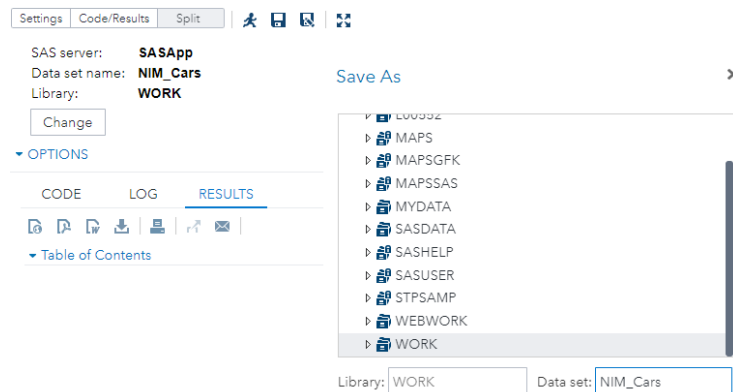 Settings Code/Results Split
SAS server: SASApp
Data set name: NIM_Cars
Library: WORK
Change
OPTIONS
CODE LOG RESULTS
Table of Contents
Save As
MAPS
MAPSGFK
MAPSSAS
MYDATA
SASDATA
SASHELP
SASUSER
STPSAMP
WEBWORK
WORK
Library: WORK Data set: NIM_Cars